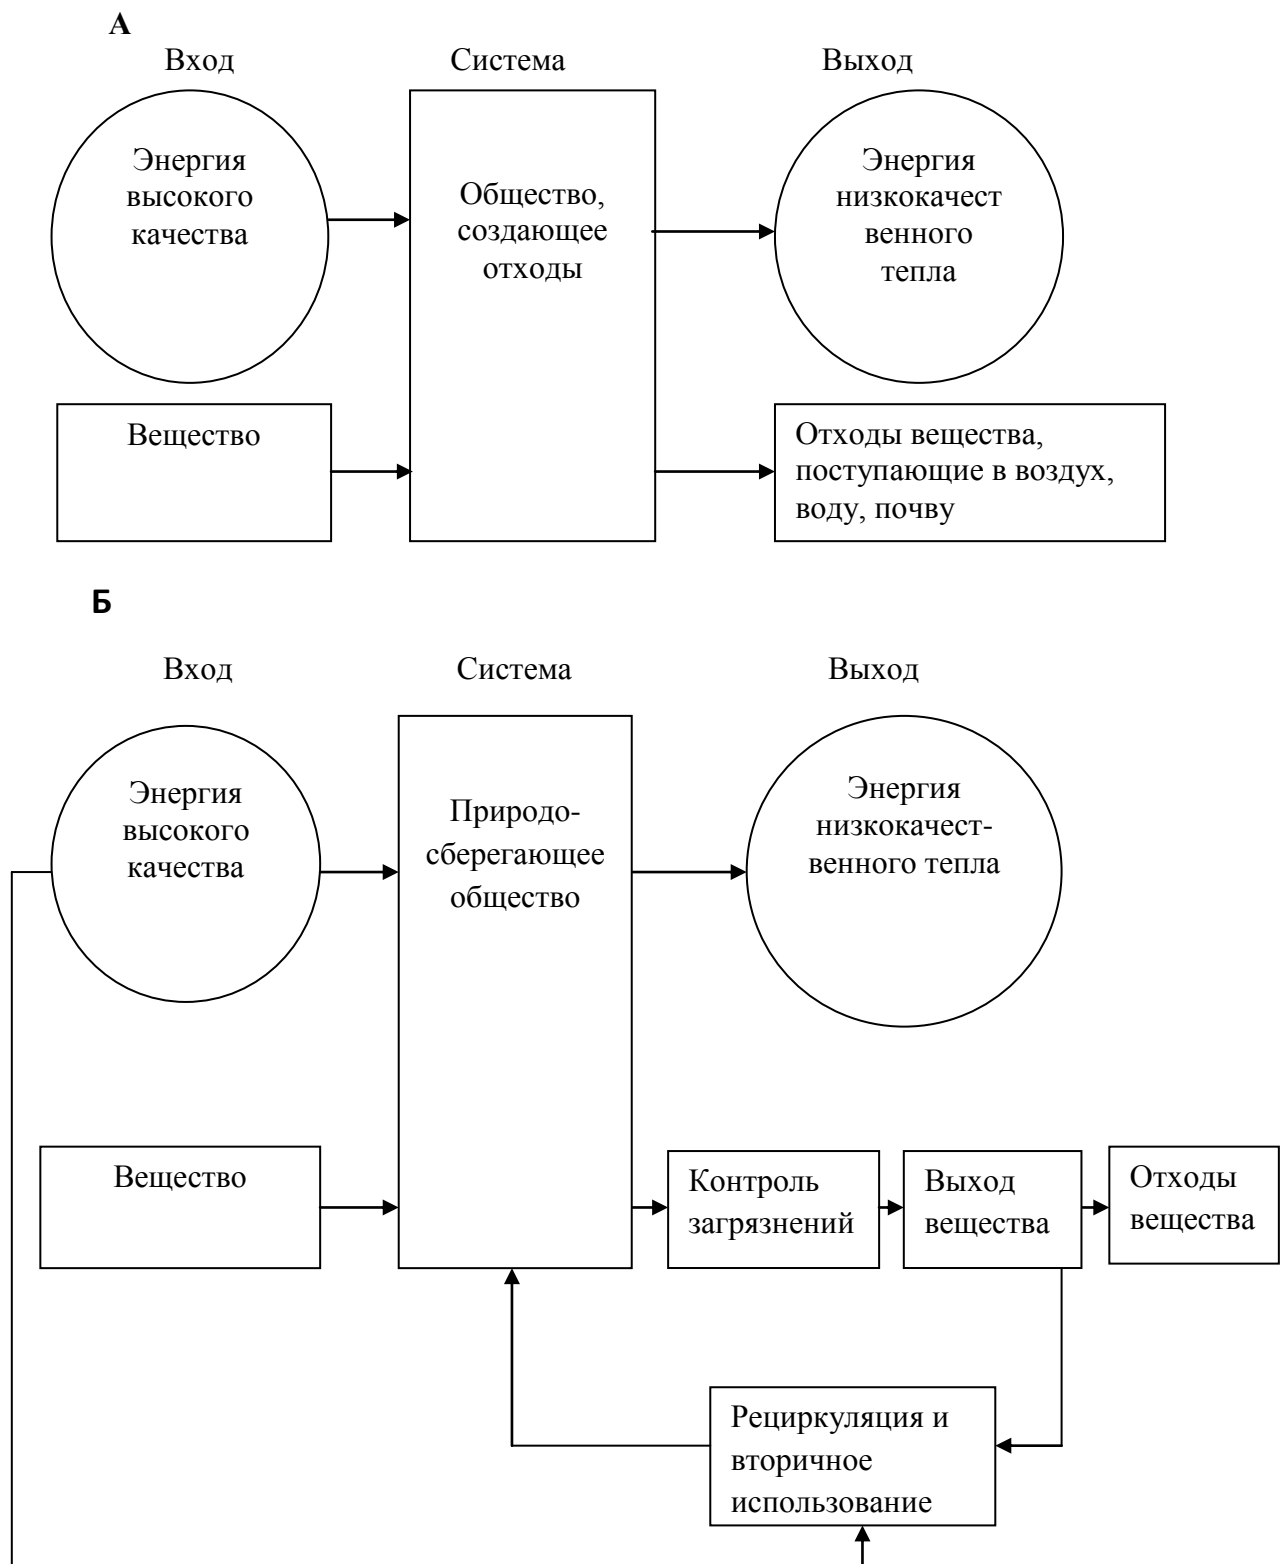 А
Вход
Система
Выход
Энергия
высокого
качества
Общество,
создающее
отходы
Энергия
низкокачест
венного
тепла
Вещество
Отходы вещества,
поступающие в воздух,
воду, почву
Б
Вход
Система
Выход
Энергия
высокого
качества
Природо-
сберегающее
общество
Энергия
низкокачест-
венного тепла
Вещество
Контроль
загрязнений
Выход
вещества
Отходы
вещества
Рециркуляция и
вторичное
использование